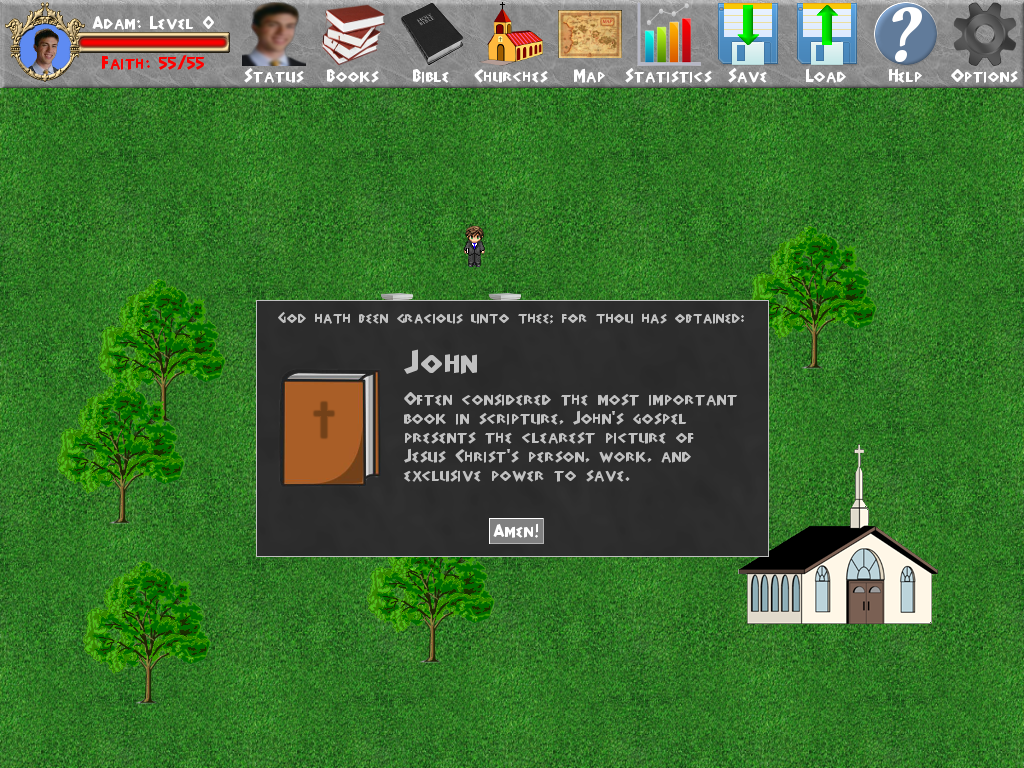 Adam: Level 0
Faith: 55/55
Status
Books
Bible
Churches
Map
Statistics
Save
Load
Help
Options
God hath been gracious unto thee; for thou has obtained:
John
Often considered the most important
book in scripture, John's gospel
presents the clearest picture of
Jesus Christ's person, work, and
exclusive power to save.
Amen!